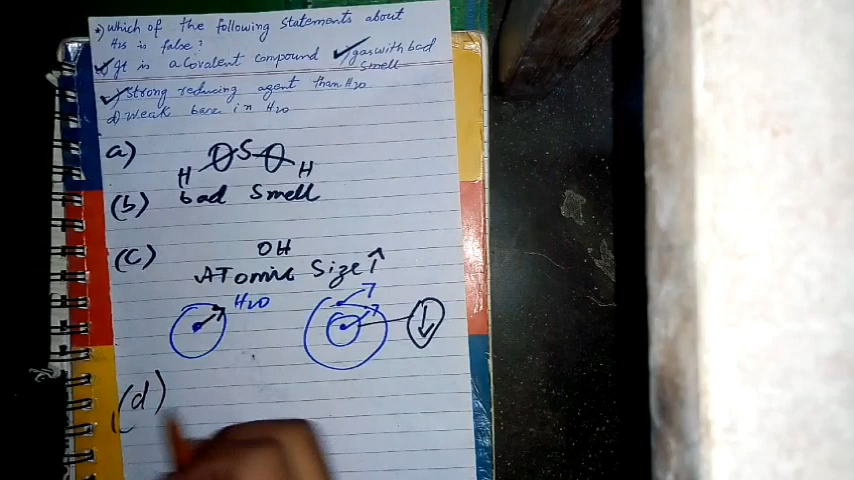 *) Which of the following statements about
H2S is false?
a) It is a Covalent compound b) gas with bad
smell
c) Strong reducing agent than H2O
d) Weak base in H2O
a) H S H
(b) bad Smell
(c) OH
ATomic Size ↑
H2O
(d)